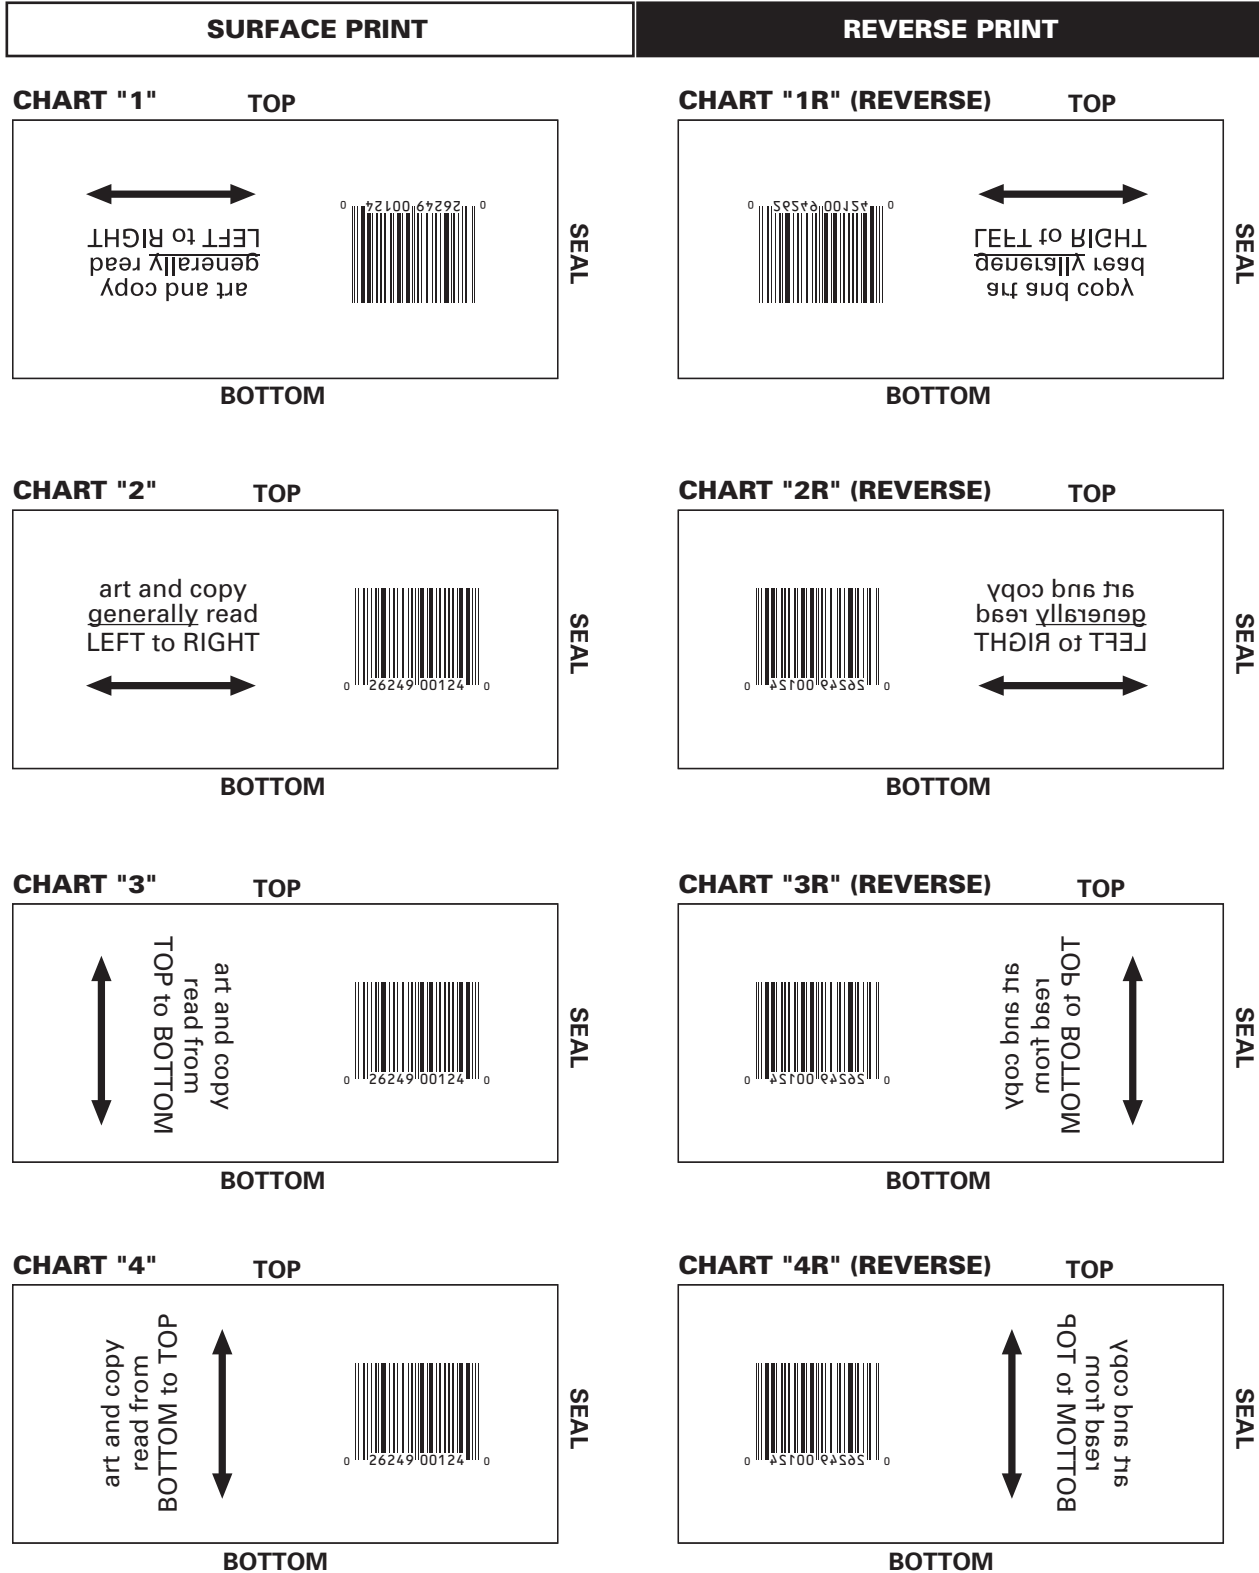 SURFACE PRINT
REVERSE PRINT
CHART "1"
TOP
art and copy
generally read
LEFT to RIGHT
0 26249 00124 0
SEAL
BOTTOM
CHART "1R" (REVERSE)
TOP
0 26249 00124 0
LEFT to RIGHT
generally read
art and copy
SEAL
BOTTOM
CHART "2"
TOP
art and copy
generally read
LEFT to RIGHT
0 26249 00124 0
SEAL
BOTTOM
CHART "2R" (REVERSE)
TOP
0 26249 00124 0
art and copy
generally read
LEFT to RIGHT
SEAL
BOTTOM
CHART "3"
TOP
art and copy
read from
TOP to BOTTOM
0 26249 00124 0
SEAL
BOTTOM
CHART "3R" (REVERSE)
TOP
0 26249 00124 0
art and copy
read from
TOP to BOTTOM
SEAL
BOTTOM
CHART "4"
TOP
art and copy
read from
BOTTOM to TOP
0 26249 00124 0
SEAL
BOTTOM
CHART "4R" (REVERSE)
TOP
0 26249 00124 0
art and copy
read from
BOTTOM to TOP
SEAL
BOTTOM